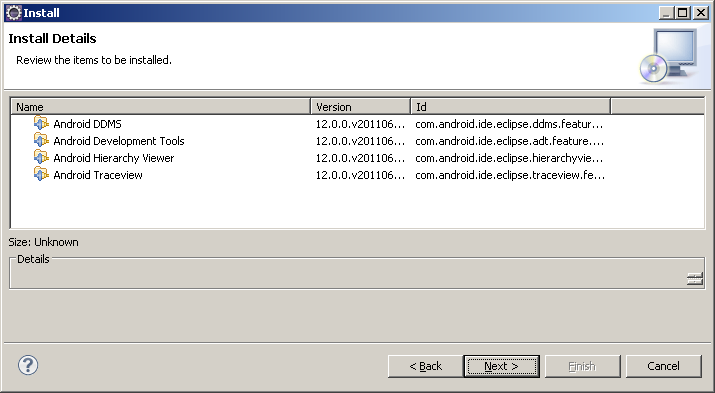 Install
Install Details
Review the items to be installed.
Name Version Id
Android DDMS 12.0.0.v201106... com.android.ide.eclipse.ddms.featur...
Android Development Tools 12.0.0.v201106... com.android.ide.eclipse.adt.feature....
Android Hierarchy Viewer 12.0.0.v201106... com.android.ide.eclipse.hierarchyvie...
Android Traceview 12.0.0.v201106... com.android.ide.eclipse.traceview.fe...
Size: Unknown
Details
? < Back Next > Finish Cancel